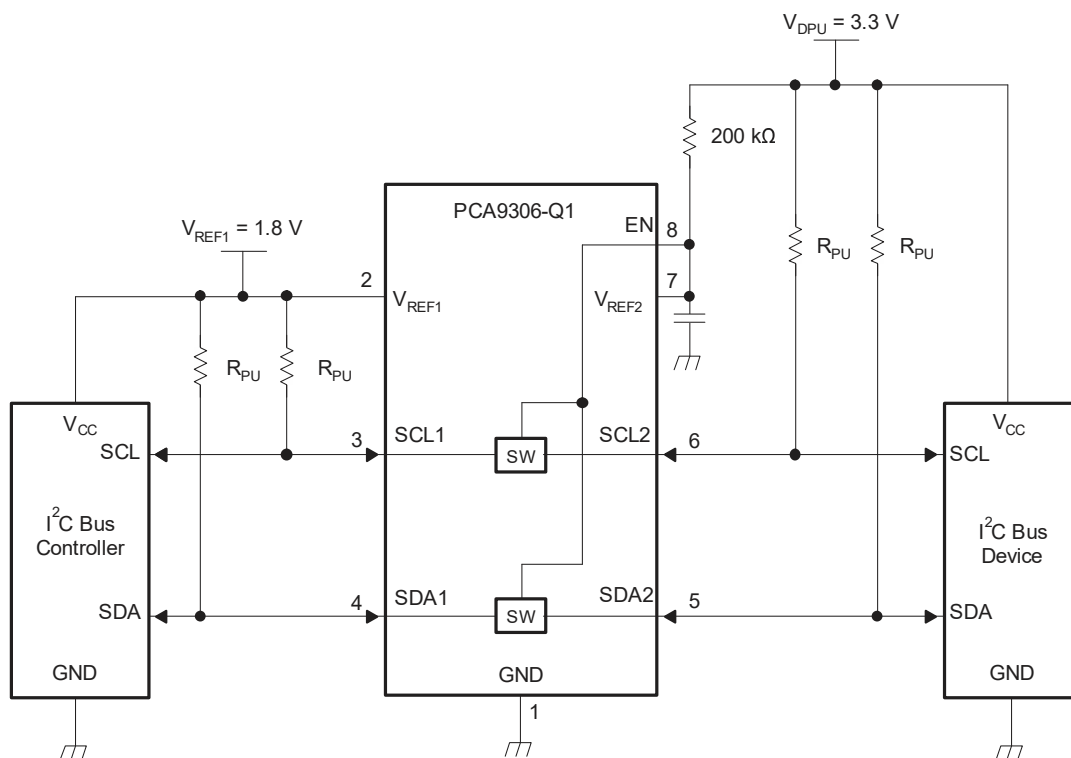 V_DPU = 3.3 V
200 kΩ
PCA9306-Q1
EN
8
V_REF1 = 1.8 V
R_PU
R_PU
2
7
V_REF1
V_REF2
R_PU
R_PU
V_CC
V_CC
SCL
3
SCL1
SW
SCL2
6
SCL
I²C Bus
Controller
I²C Bus
Device
SDA
4
SDA1
SW
SDA2
5
SDA
GND
GND
GND
1